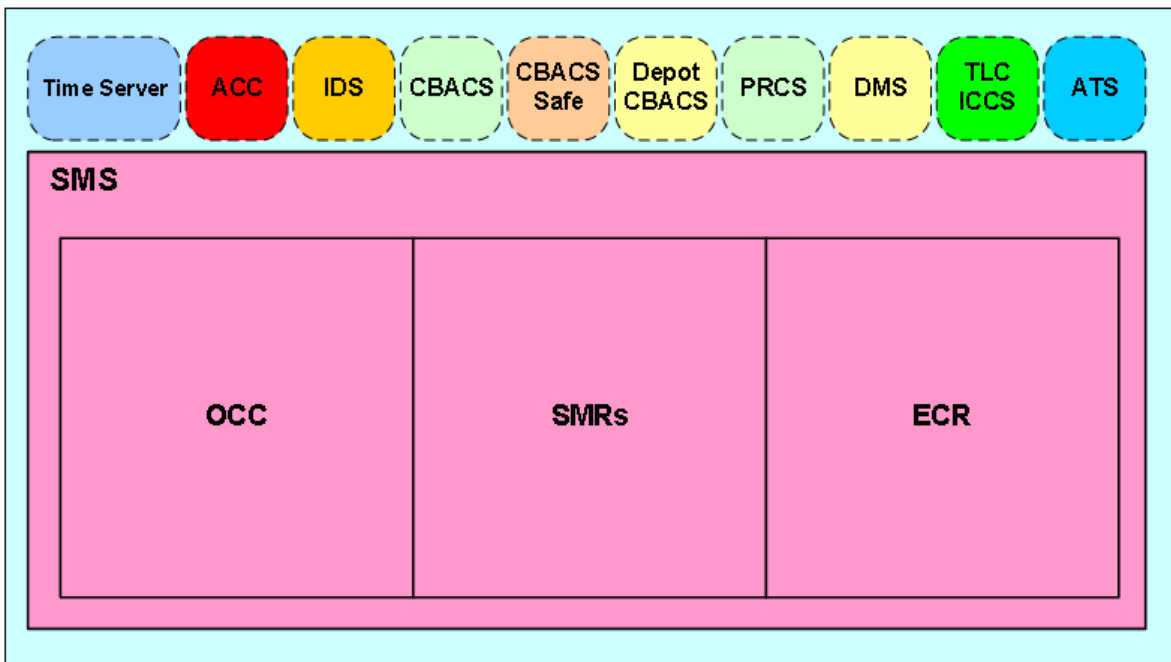 Time Server
ACC
IDS
CBACS
CBACS
Safe
Depot
CBACS
PRCS
DMS
TLC
ICCS
ATS
SMS
OCC
SMRs
ECR